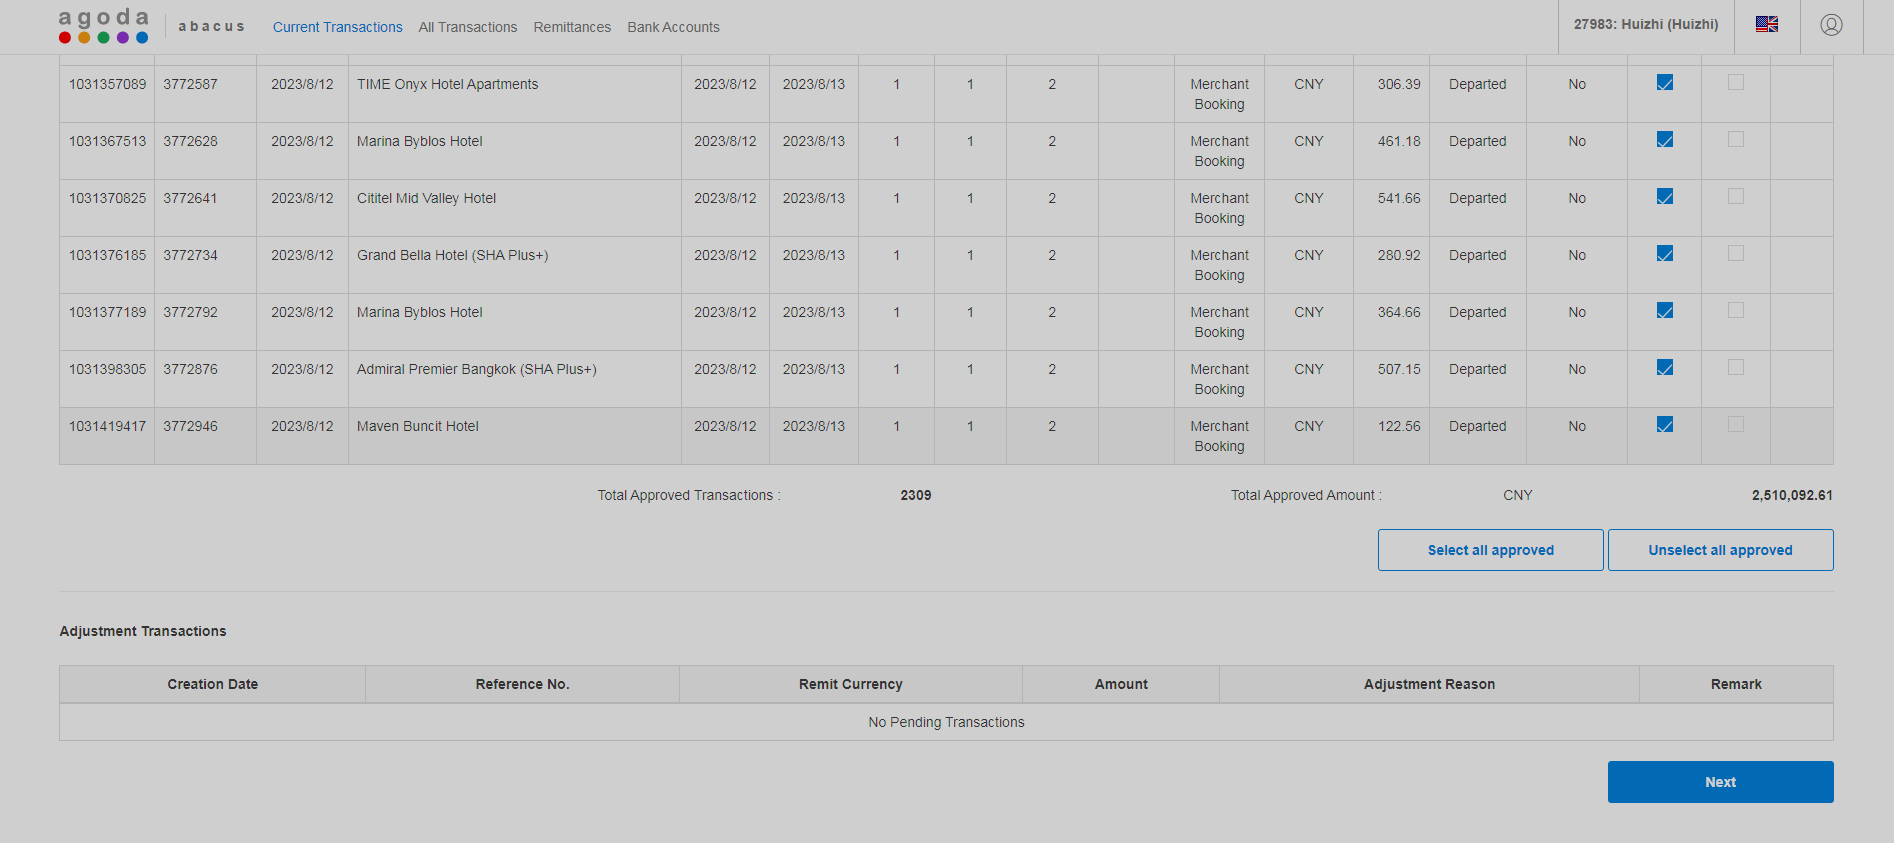 agoda abacus Current Transactions All Transactions Remittances Bank Accounts 27983: Huizhi (Huizhi)
1031357089 3772587 2023/8/12 TIME Onyx Hotel Apartments 2023/8/12 2023/8/13 1 1 2 Merchant Booking CNY 306.39 Departed No
1031367513 3772628 2023/8/12 Marina Byblos Hotel 2023/8/12 2023/8/13 1 1 2 Merchant Booking CNY 461.18 Departed No
1031370825 3772641 2023/8/12 Cititel Mid Valley Hotel 2023/8/12 2023/8/13 1 1 2 Merchant Booking CNY 541.66 Departed No
1031376185 3772734 2023/8/12 Grand Bella Hotel (SHA Plus+) 2023/8/12 2023/8/13 1 1 2 Merchant Booking CNY 280.92 Departed No
1031377189 3772792 2023/8/12 Marina Byblos Hotel 2023/8/12 2023/8/13 1 1 2 Merchant Booking CNY 364.66 Departed No
1031398305 3772876 2023/8/12 Admiral Premier Bangkok (SHA Plus+) 2023/8/12 2023/8/13 1 1 2 Merchant Booking CNY 507.15 Departed No
1031419417 3772946 2023/8/12 Maven Buncit Hotel 2023/8/12 2023/8/13 1 1 2 Merchant Booking CNY 122.56 Departed No
Total Approved Transactions : 2309 Total Approved Amount : CNY 2,510,092.61
Select all approved Unselect all approved
Adjustment Transactions
Creation Date Reference No. Remit Currency Amount Adjustment Reason Remark
No Pending Transactions
Next